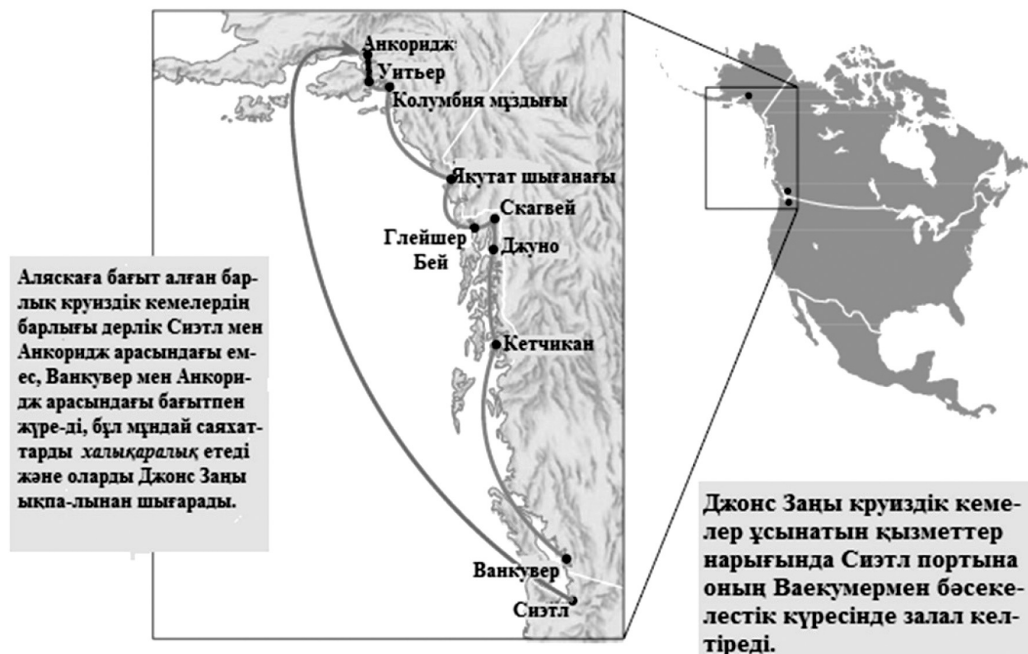 Анкоридж
Уитьер
Колумбия мұздығы
Якутат шығанағы
Скагвей
Глейшер
Бей
Джуно
Кетчикан
Ванкувер
Сиэтл
Аляскаға бағыт алған бар-
лық круиздік кемелердің
барлығы дерлік Сиэтл мен
Анкоридж арасындағы ем-
ес, Ванкувер мен Анкори-
дж арасындағы бағытпен
жүре-ді, бұл мұндай саяхат-
тарды халықаралық етеді
және оларды Джонс Заңы
ықпа-лынан шығарады.
Джонс Заңы круиздік кеме-
лер ұсынатын қызметтер
нарығында Сиэтл портына
оның Ваекумермен бәсеке-
лестік күресінде залал кел-
тіреді.